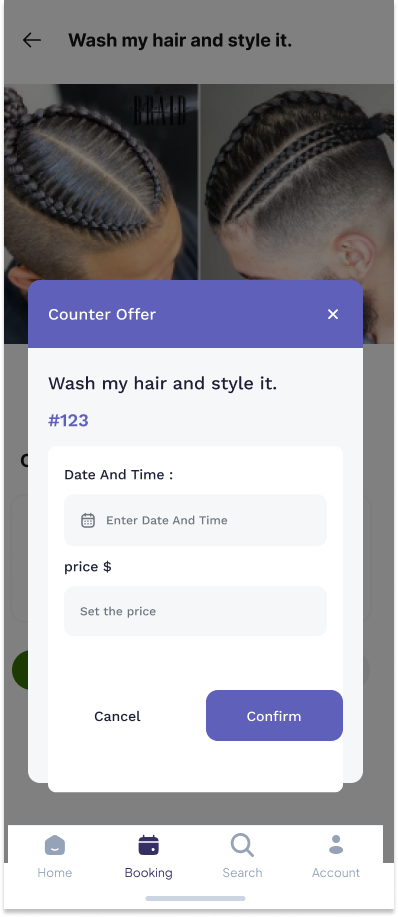 Wash my hair and style it.
BRAID
Counter Offer
Wash my hair and style it.
#123
Date And Time :
Enter Date And Time
price $
Set the price
Cancel
Confirm
Home
Booking
Search
Account